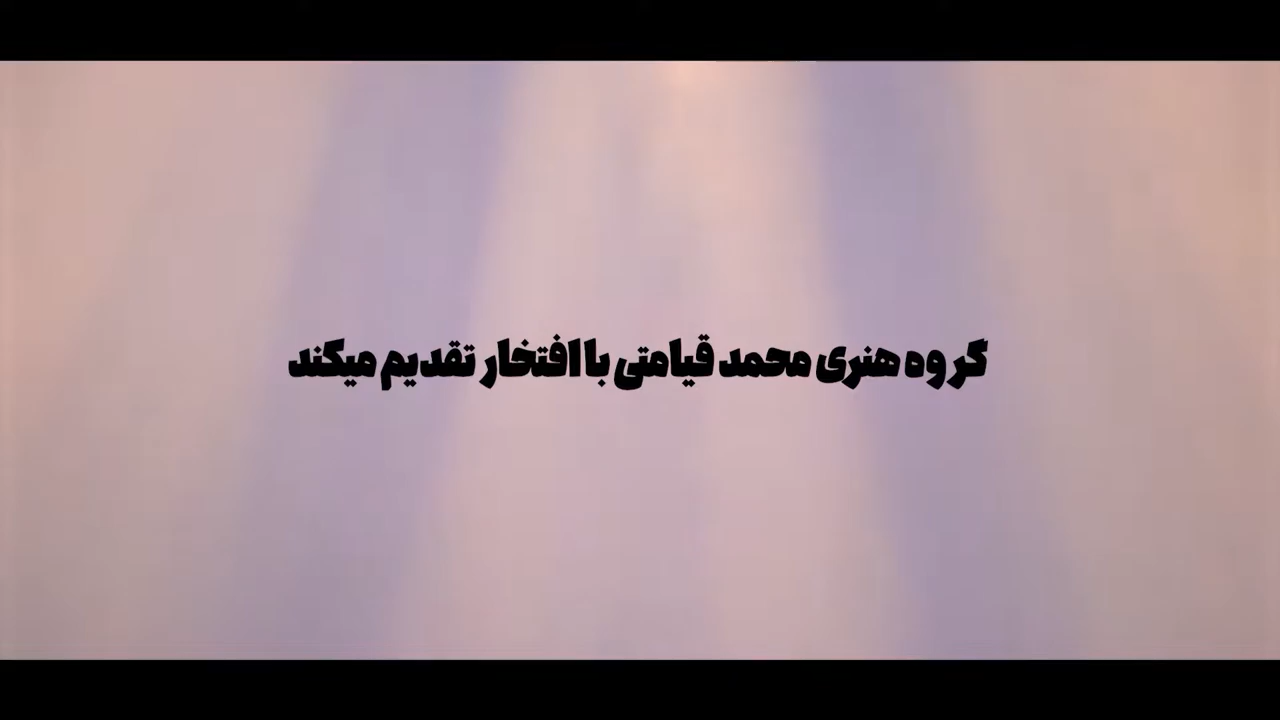 گروه هنری محمد قیامتی با افتخار تقدیم میکند